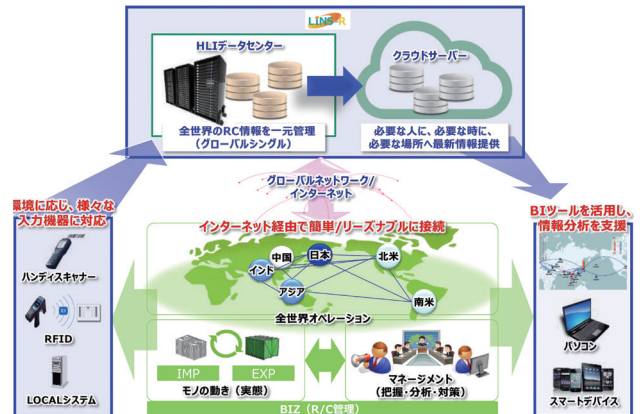 LiNS-R
HLIデータセンター
クラウドサーバー
全世界のRC情報を一元管理
(グローバルシングル)
必要な人に、必要な時に、
必要な場所へ最新情報提供
グローバルネットワーク/
インターネット
環境に応じ、様々な
入力機器に対応
インターネット経由で簡単/リーズナブルに接続
BIツールを活用し、
情報分析を支援
中国
日本
北米
インド
アジア
南米
ハンディスキャナー
RFID
LOCALシステム
全世界オペレーション
パソコン
スマートデバイス
IMP
EXP
モノの動き(実態)
マネージメント
(把握・分析・対策)
BIZ(R/C管理)